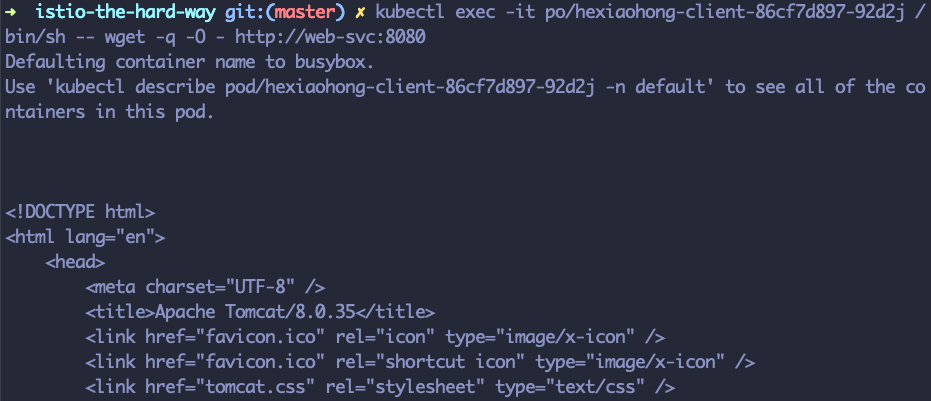 ➜  istio-the-hard-way git:(master) ✗ kubectl exec -it po/hexiaohong-client-86cf7d897-92d2j /
bin/sh -- wget -q -O - http://web-svc:8080
Defaulting container name to busybox.
Use 'kubectl describe pod/hexiaohong-client-86cf7d897-92d2j -n default' to see all of the co
ntainers in this pod.
<!DOCTYPE html>
<html lang="en">
    <head>
        <meta charset="UTF-8" />
        <title>Apache Tomcat/8.0.35</title>
        <link href="favicon.ico" rel="icon" type="image/x-icon" />
        <link href="favicon.ico" rel="shortcut icon" type="image/x-icon" />
        <link href="tomcat.css" rel="stylesheet" type="text/css" />